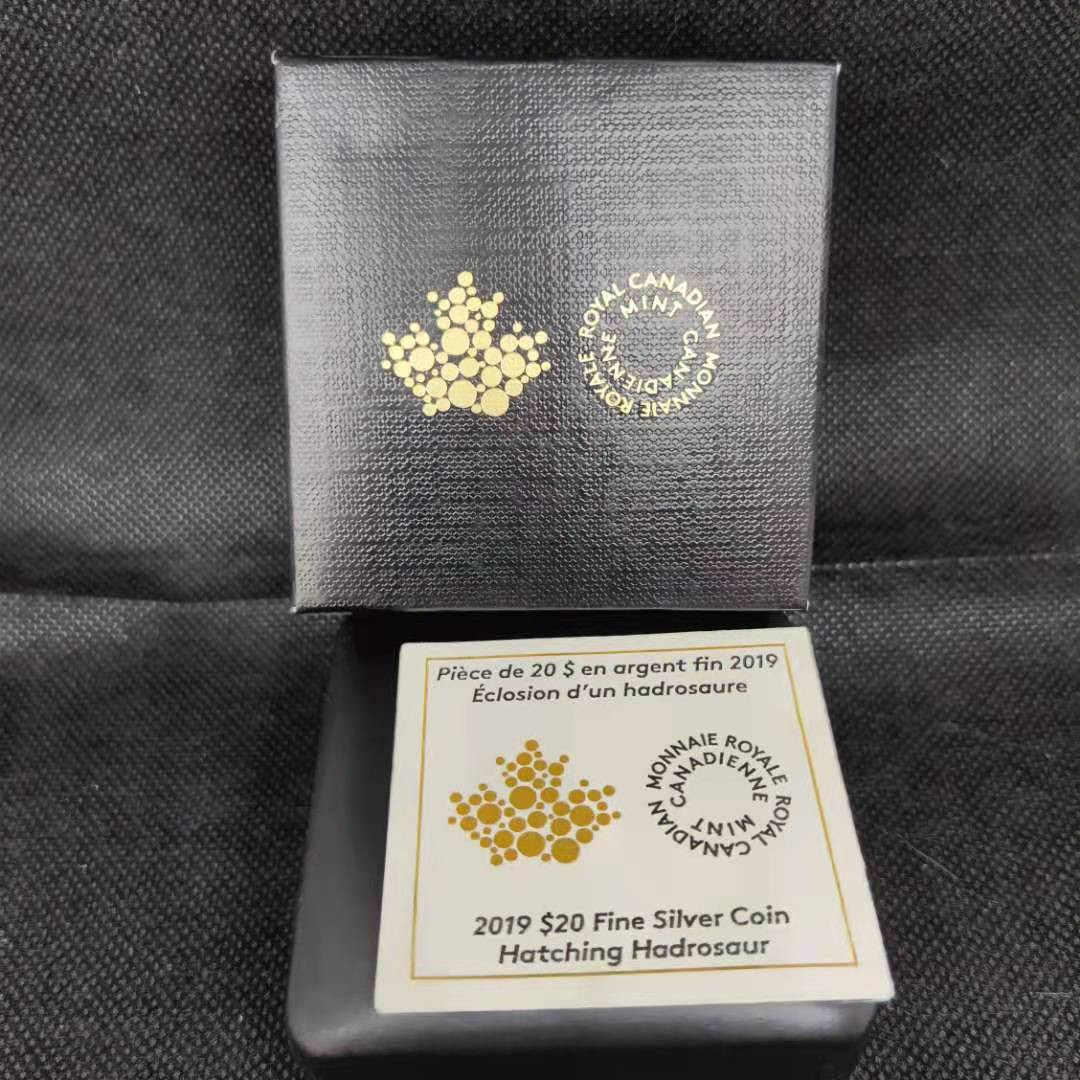 ROYAL CANADIAN MINT
MONNAIE ROYALE CANADIENNE
Pièce de 20 $ en argent fin 2019
Éclosion d'un hadrosaure
MONNAIE ROYALE CANADIENNE
ROYAL CANADIAN MINT
2019 $20 Fine Silver Coin
Hatching Hadrosaur